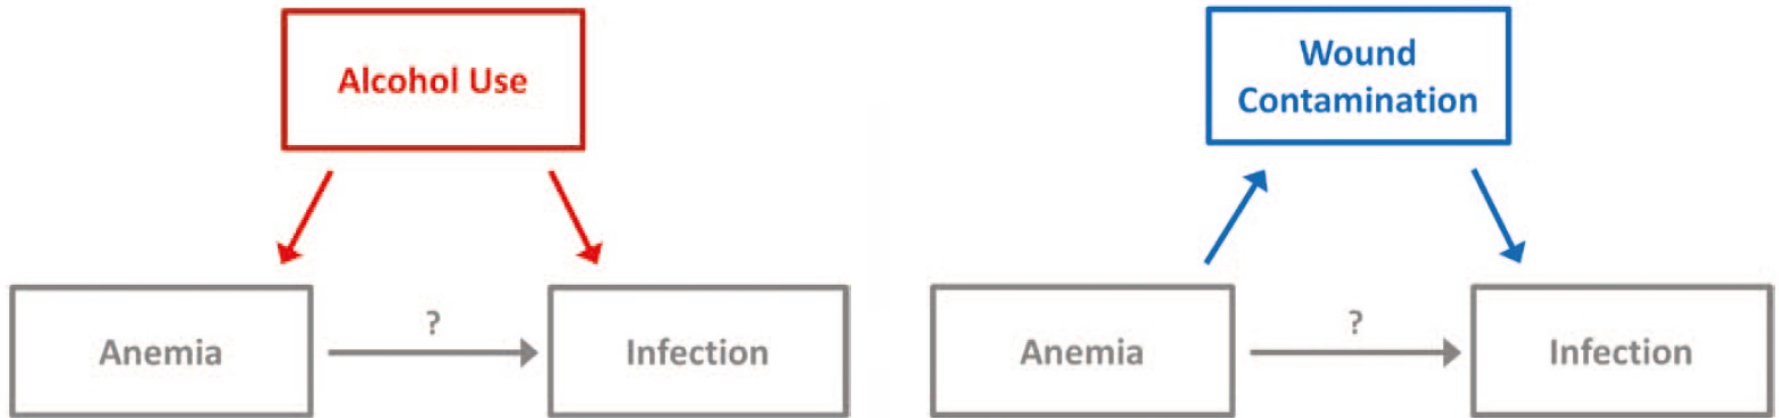 Alcohol Use
Anemia
?
Infection
Wound
Contamination
Anemia
?
Infection